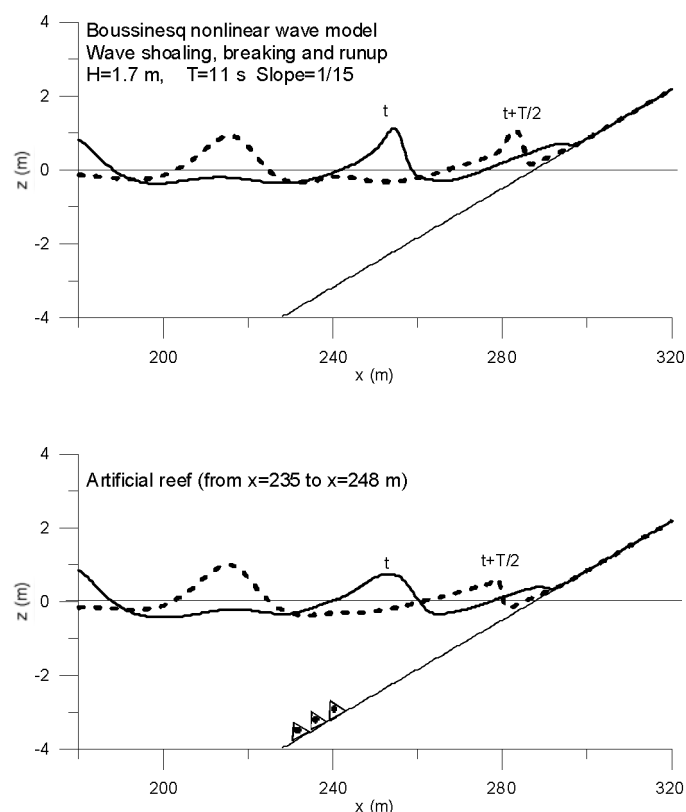 4
Boussinesq nonlinear wave model
Wave shoaling, breaking and runup
H=1.7 m, T=11 s Slope=1/15
2
t
t+T/2
0
z (m)
-2
-4
200
240
280
320
x (m)
4
Artificial reef (from x=235 to x=248 m)
2
t
t+T/2
0
z (m)
-2
-4
200
240
280
320
x (m)